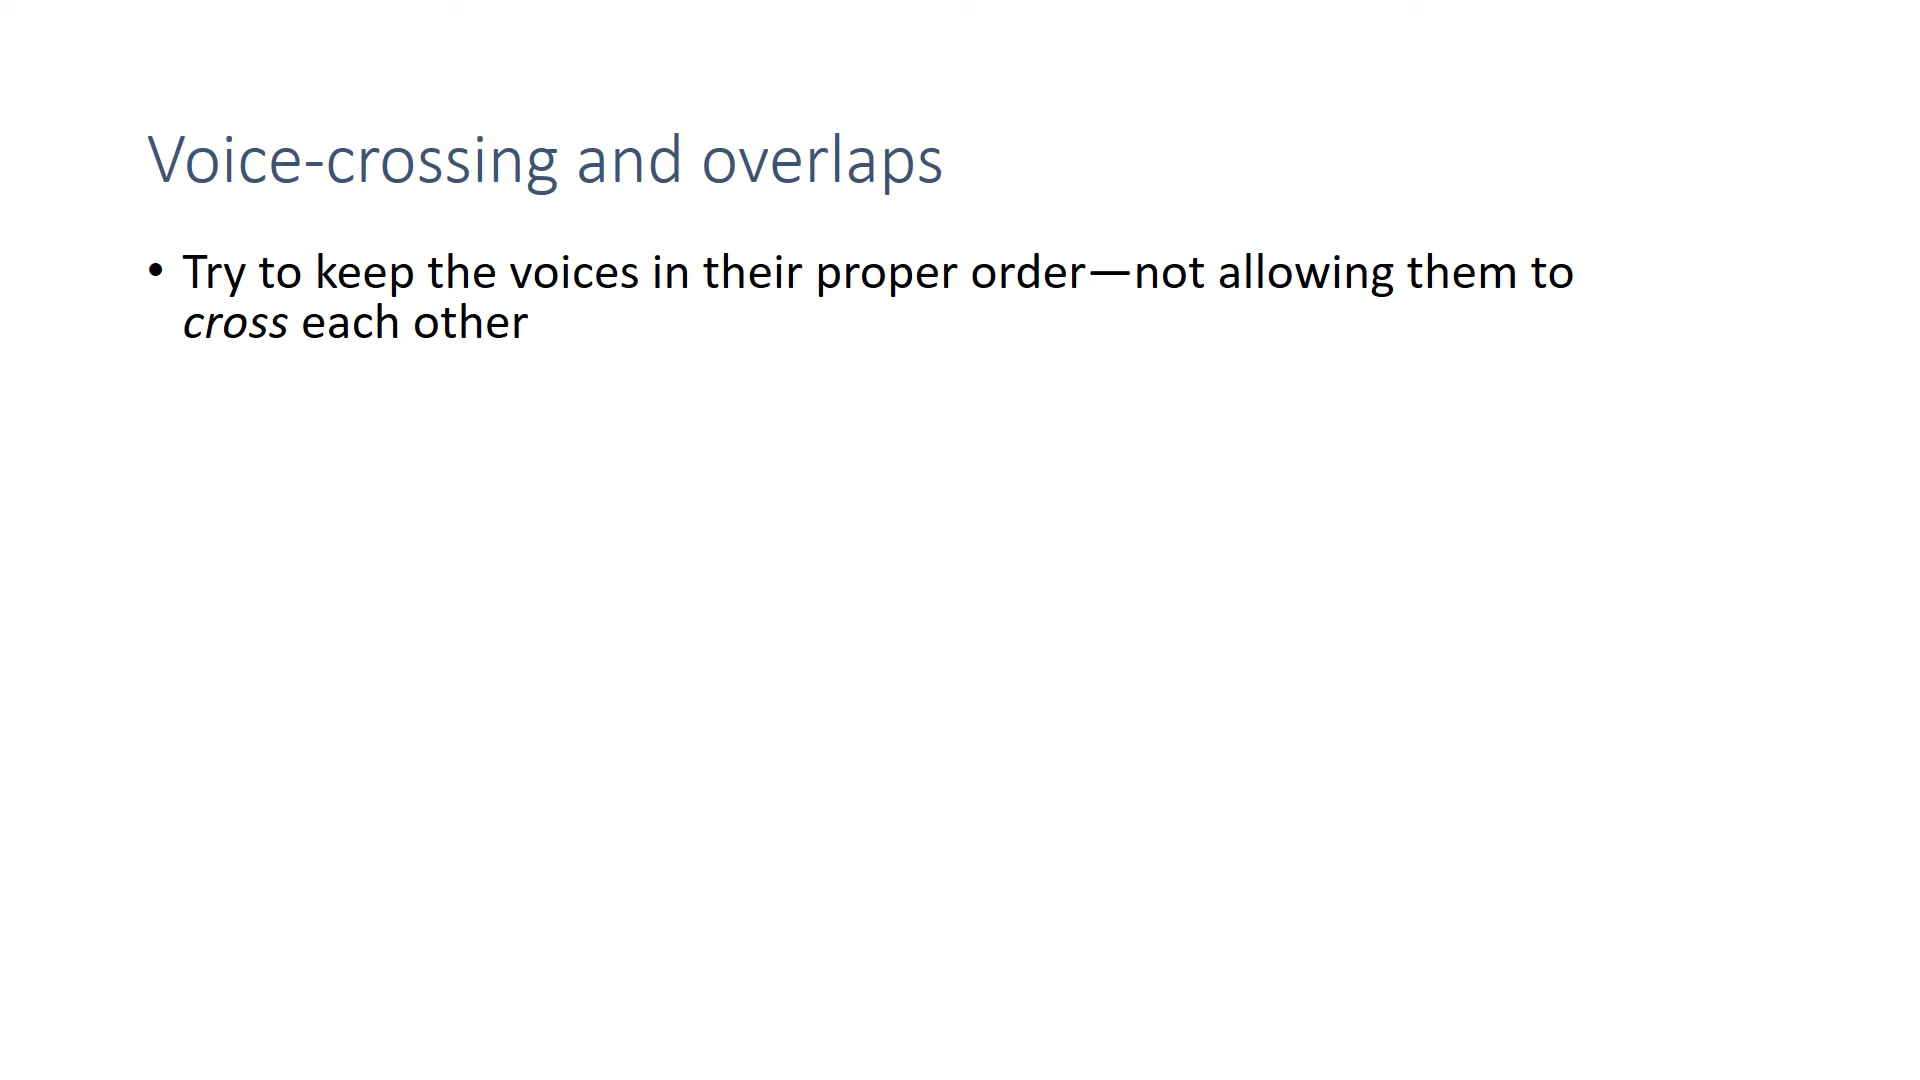 Voice-crossing and overlaps
• Try to keep the voices in their proper order—not allowing them to
cross each other